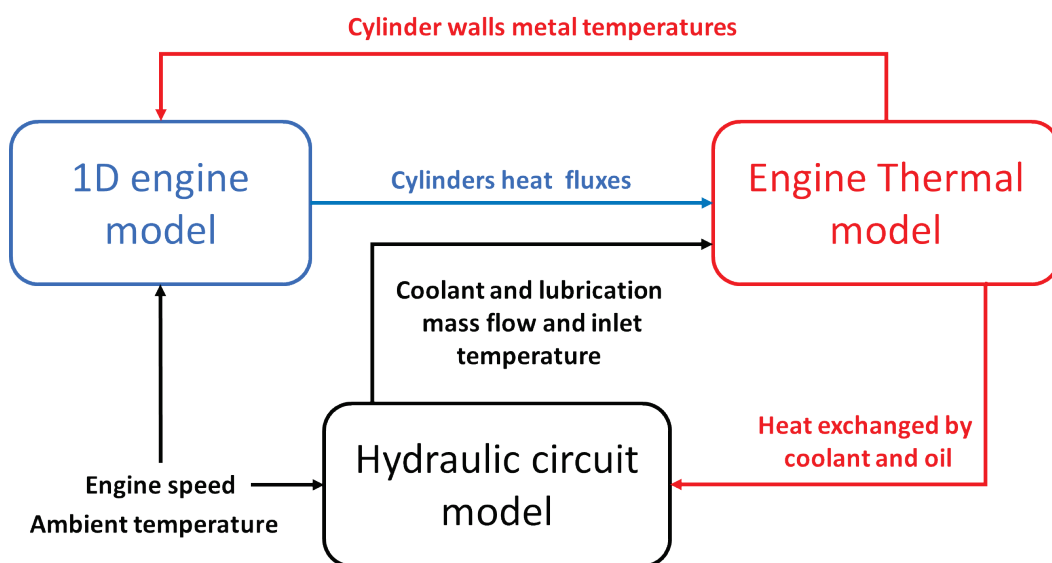 Cylinder walls metal temperatures
1D engine
model
Cylinders heat fluxes
Engine Thermal
model
Coolant and lubrication
mass flow and inlet
temperature
Heat exchanged by
coolant and oil
Hydraulic circuit
model
Engine speed
Ambient temperature